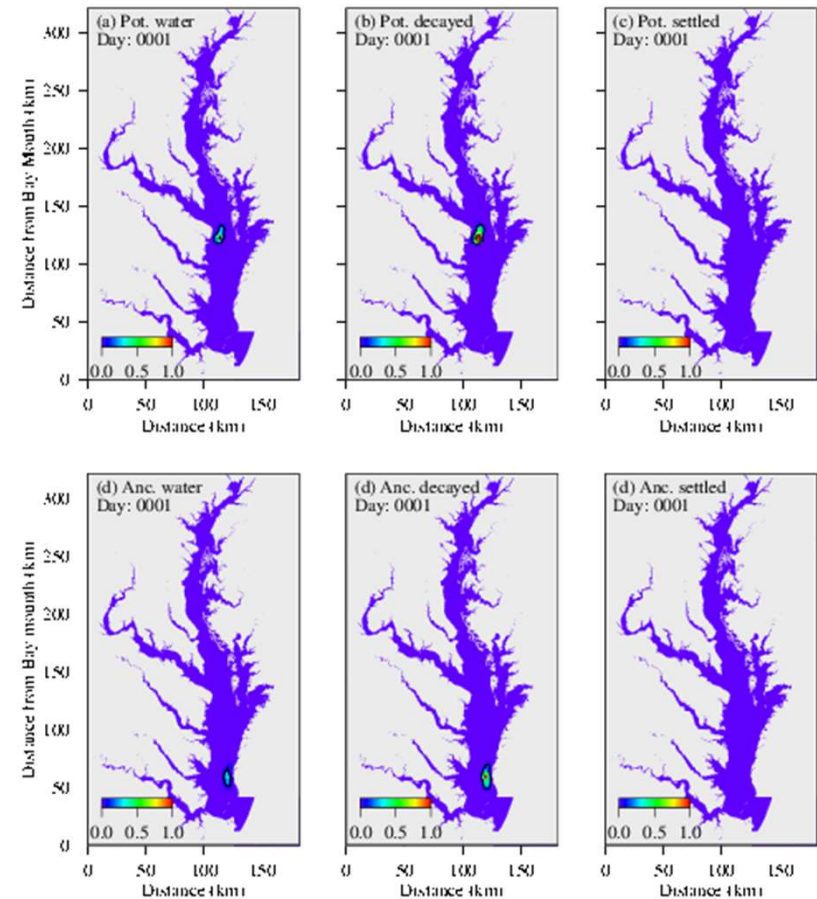 (a) Pot. water
Day: 0001
(b) Pot. decayed
Day: 0001
(c) Pot. settled
Day: 0001
Distance from Bay Mouth (km)
300
250
200
150
100
50
0
0.0 0.5 1.0
0.0 0.5 1.0
0.0 0.5 1.0
0 50 100 150
0 50 100 150
0 50 100 150
Distance (km)
Distance (km)
Distance (km)
(d) Anc. water
Day: 0001
(d) Anc. decayed
Day: 0001
(d) Anc. settled
Day: 0001
Distance from Bay mounth (km)
300
250
200
150
100
50
0
0.0 0.5 1.0
0.0 0.5 1.0
0.0 0.5 1.0
0 50 100 150
0 50 100 150
0 50 100 150
Distance (km)
Distance (km)
Distance (km)